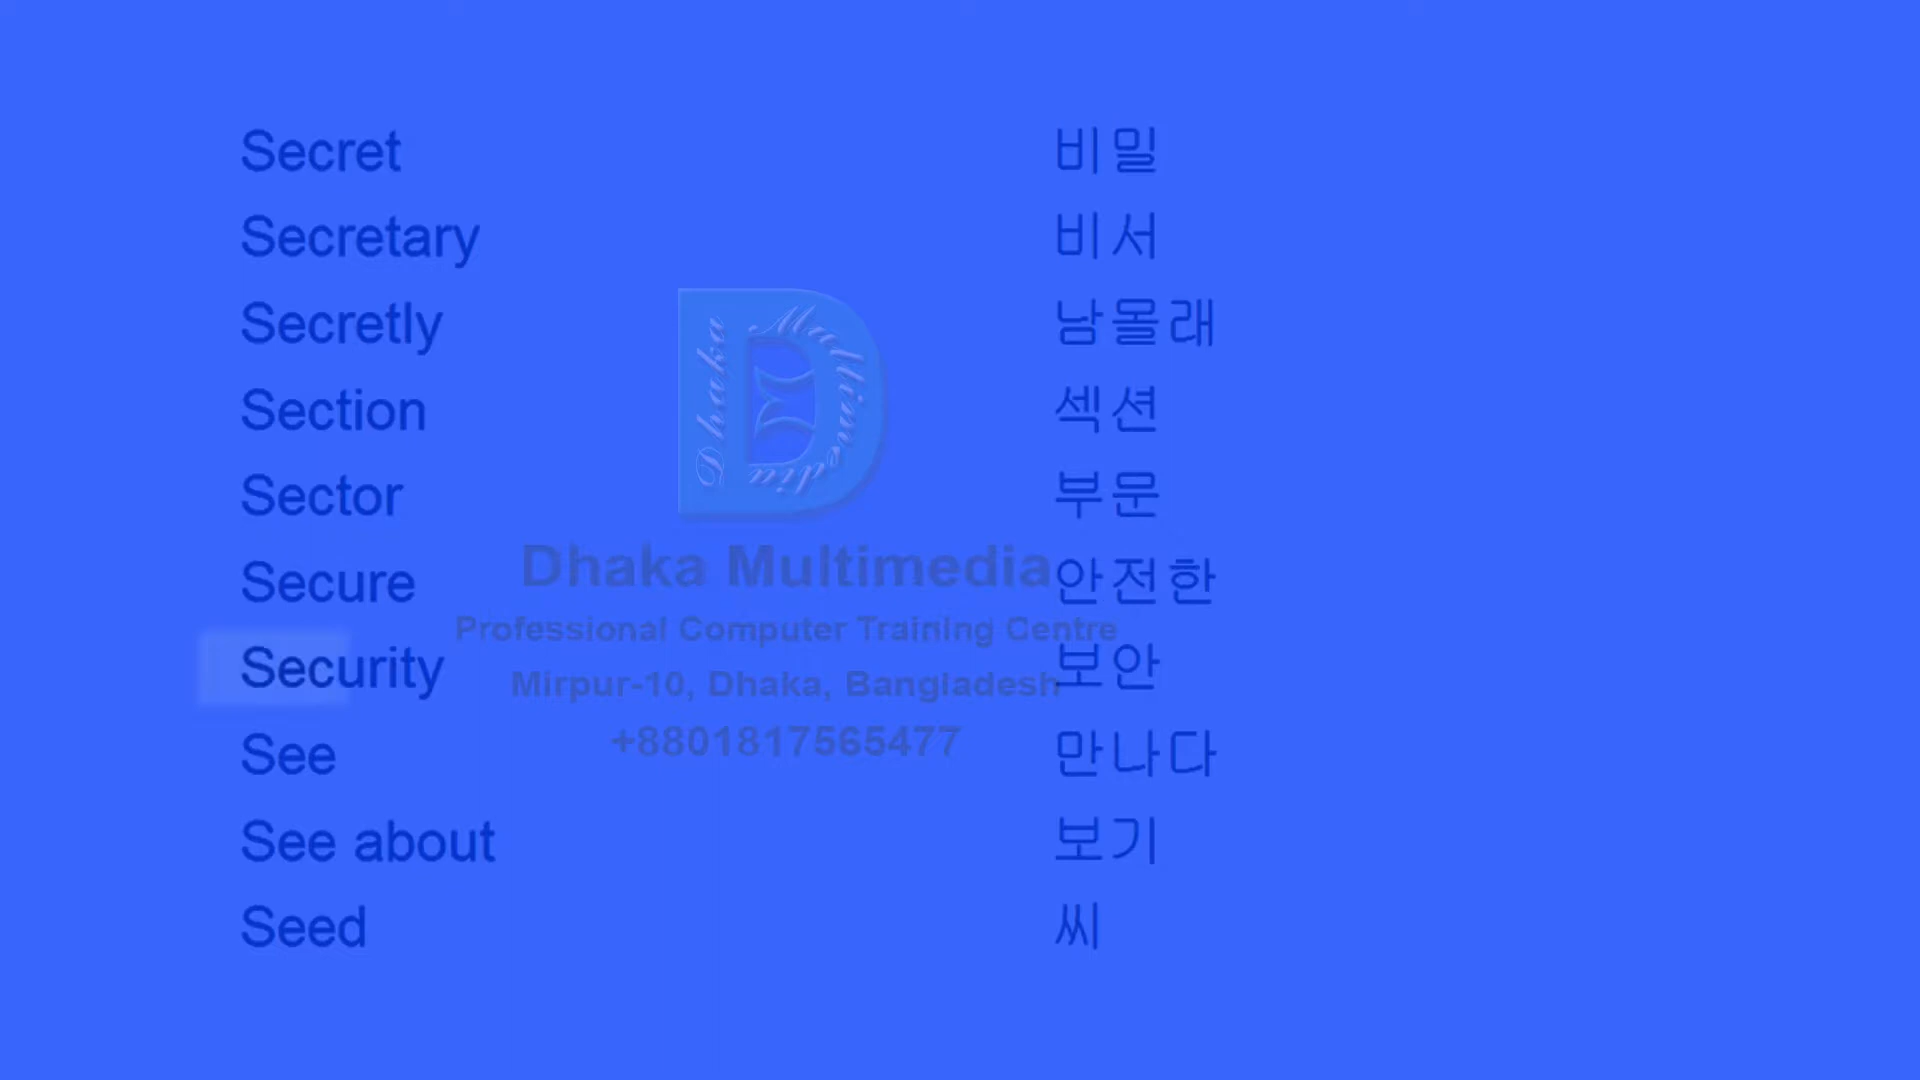 Secret 비밀
Secretary 비서
Secretly 남몰래
Section 섹션
Sector 부문
Secure 안전한
Security 보안
See 만나다
See about 보기
Seed 씨
Dhaka Multimedia
Dhaka Multimedia
Professional Computer Training Centre
Mirpur-10, Dhaka, Bangladesh
+8801817565477